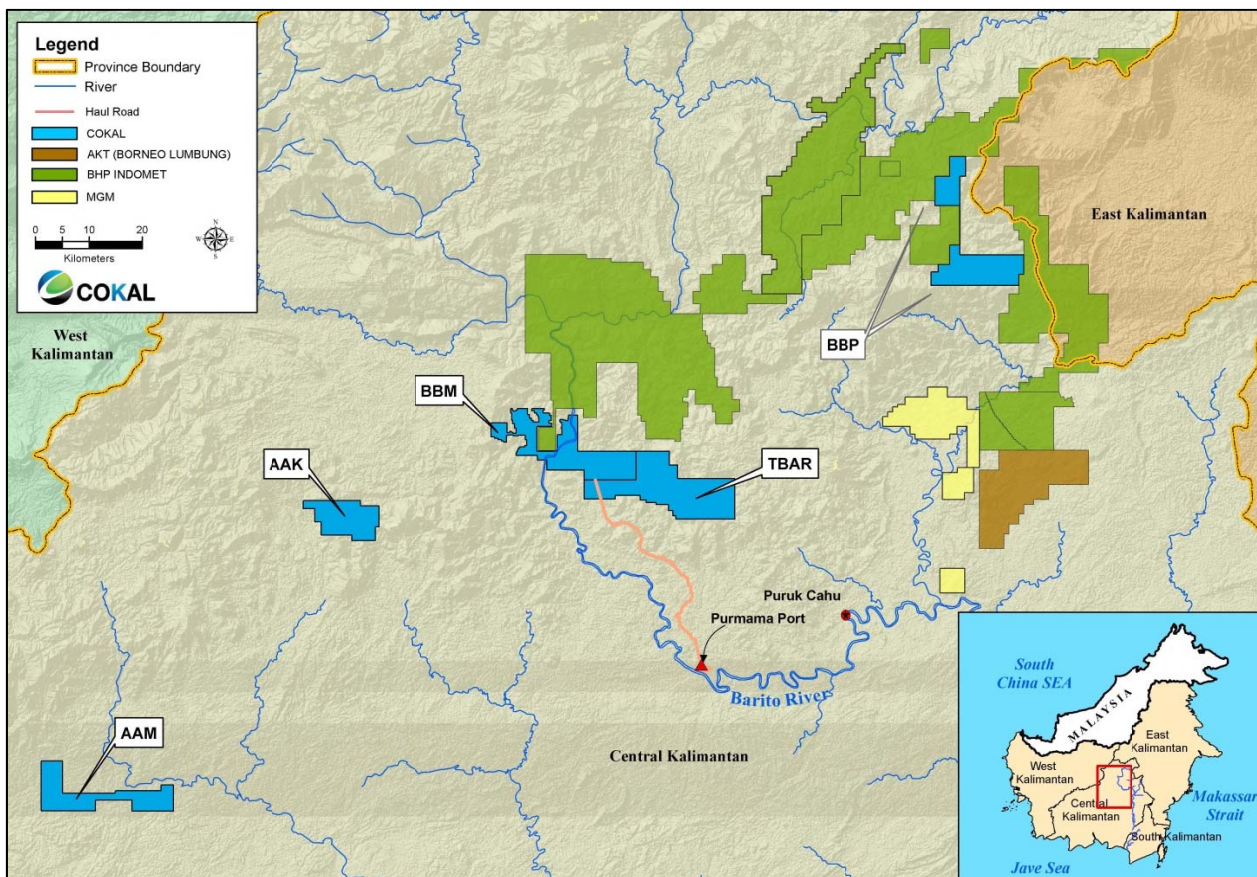 Legend
Province Boundary
River
Haul Road
COKAL
AKT (BORNEO LUMBUNG)
BHP INDOMET
MGM
0 5 10 20
Kilometers
N
W E
S
COKAL
West
Kalimantan
East Kalimantan
BBP
BBM
AAK
TBAR
Puruk Cahu
Purmama Port
Barito River
Central Kalimantan
AAM
South
China SEA
MALAYSIA
East
Kalimantan
West
Kalimantan
Central
Kalimantan
Makassar
Strait
South Kalimantan
Jave Sea